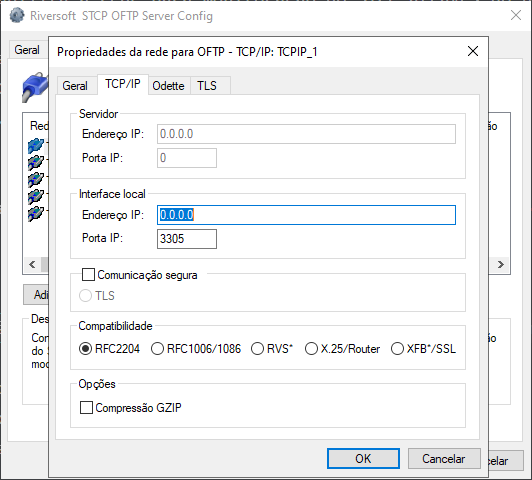 Riversoft STCP OFTP Server Config
Geral
Propriedades da rede para OFTP - TCP/IP: TCPIP_1
Geral TCP/IP Odette TLS
Servidor
Endereço IP: 0.0.0.0
Porta IP: 0
Interface local
Endereço IP: 0.0.0.0
Porta IP: 3305
Comunicação segura
TLS
Compatibilidade
RFC2204 RFC1006/1086 RVS* X.25/Router XFB*/SSL
Opções
Compressão GZIP
OK Cancelar
Red
ão
Adi
Des
Con
ão
do S
mod
celar